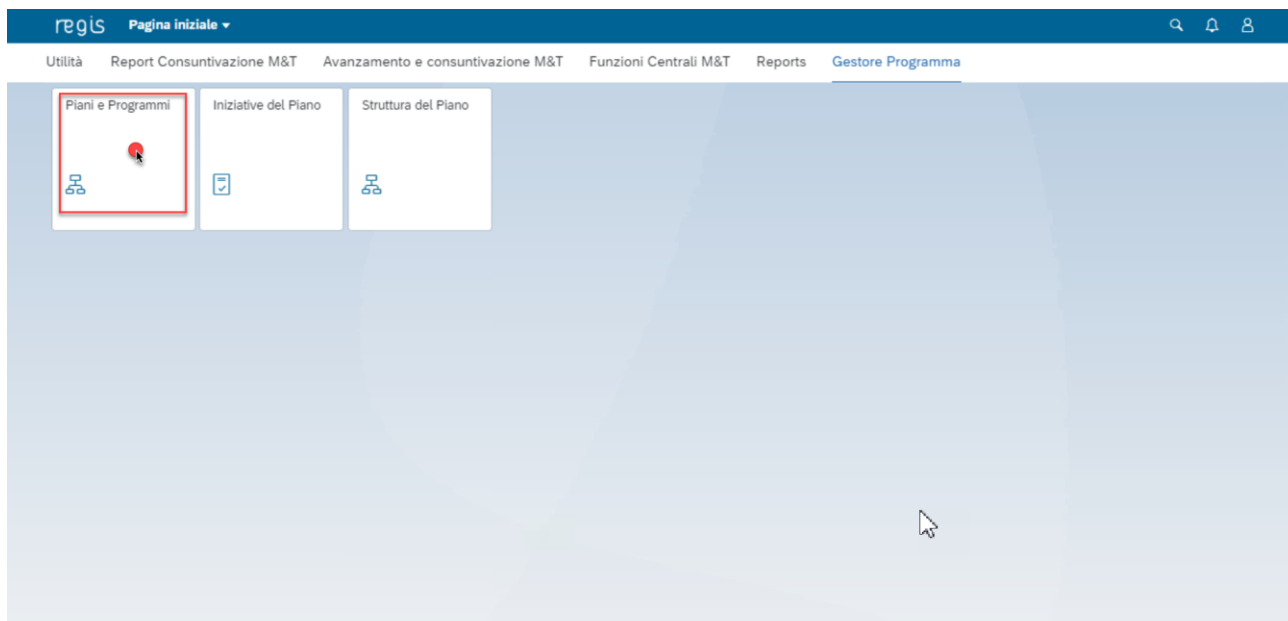 regis Pagina iniziale
Utilità Report Consuntivazione M&T Avanzamento e consuntivazione M&T Funzioni Centrali M&T Reports Gestore Programma
Piani e Programmi Iniziative del Piano Struttura del Piano